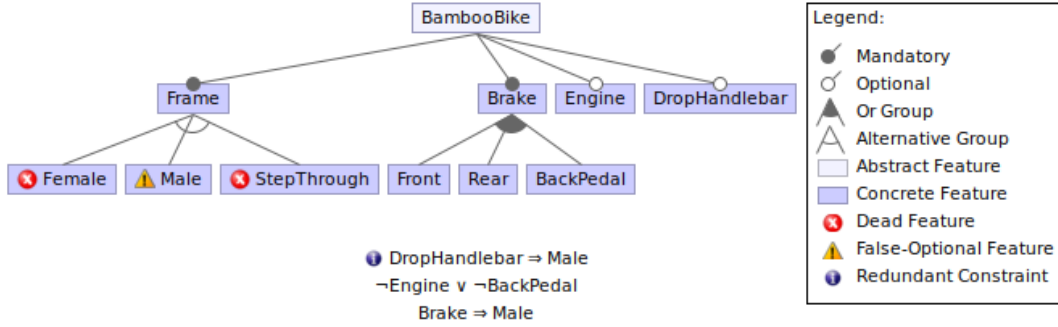 BambooBike
Legend:
Mandatory
Optional
Or Group
Alternative Group
Abstract Feature
Concrete Feature
Dead Feature
False-Optional Feature
Redundant Constraint
Frame
Brake
Engine
DropHandlebar
Female
Male
StepThrough
Front
Rear
BackPedal
DropHandlebar ⇒ Male
¬Engine ∨ ¬BackPedal
Brake ⇒ Male